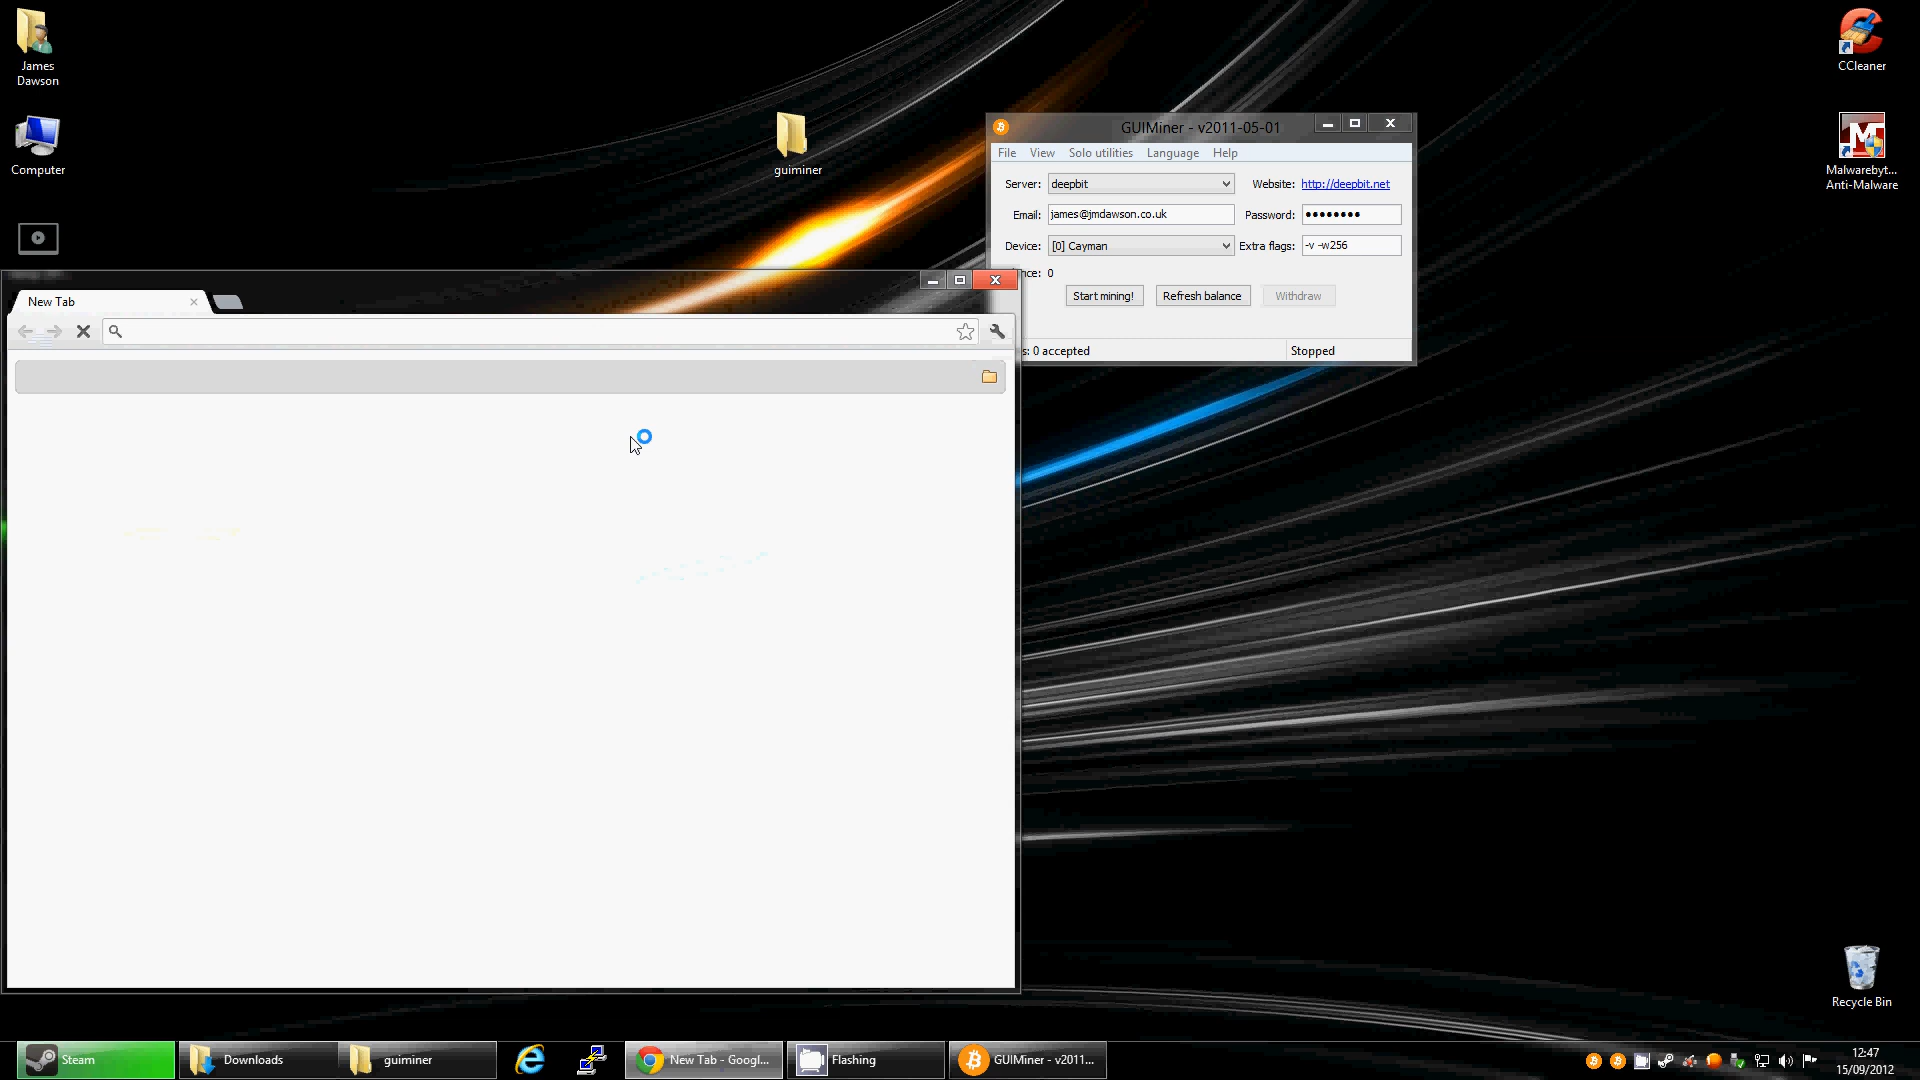 James
Dawson
Computer
guiminer
CCleaner
Malwarebyt...
Anti-Malware
GUIMiner - v2011-05-01
File View Solo utilities Language Help
Server: deepbit Website: http://deepbit.net
Email: james@jmdawson.co.uk Password: ••••••••
Device: [0] Cayman Extra flags: -v -w256
nce: 0
Start mining! Refresh balance Withdraw
s: 0 accepted Stopped
New Tab
Recycle Bin
Steam Downloads guiminer New Tab - Googl... Flashing GUIMiner - v2011...
12:47
15/09/2012